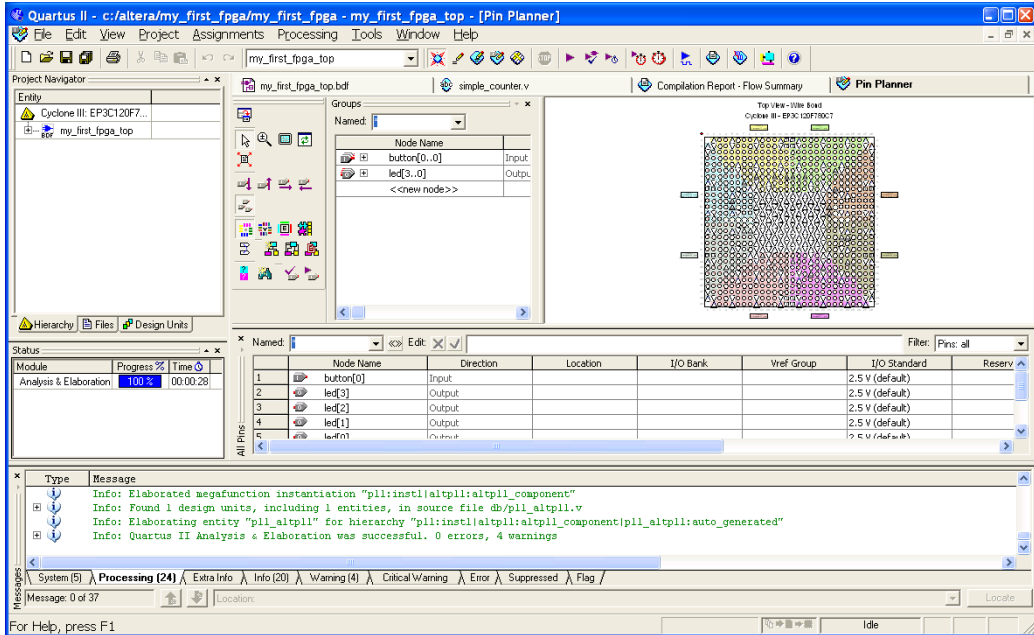 Quartus II - c:/altera/my_first_fpga/my_first_fpga - my_first_fpga_top - [Pin Planner]
File Edit View Project Assignments Processing Tools Window Help
my_first_fpga_top
Project Navigator
Entity
Cyclone III: EP3C120F7...
my_first_fpga_top
Hierarchy Files Design Units
my_first_fpga_top.bdf simple_counter.v Compilation Report - Flow Summary Pin Planner
Groups
Named: *
Node Name
button[0..0] Input
led[3..0] Outpu
<<new node>>
Top View - Wire Bond
Cyclone III - EP3C120F780C7
Status
Module Progress % Time
Analysis & Elaboration 100 % 00:00:28
Named: * Edit: Filter: Pins: all
Node Name Direction Location I/O Bank Vref Group I/O Standard Reserv
1 button[0] Input 2.5 V (default)
2 led[3] Output 2.5 V (default)
3 led[2] Output 2.5 V (default)
4 led[1] Output 2.5 V (default)
5 led[0] Output 2.5 V (default)
All Pins
Type Message
Info: Elaborated megafunction instantiation "pll:inst1|altpll:altpll_component"
Info: Found 1 design units, including 1 entities, in source file db/pll_altpll.v
Info: Elaborating entity "pll_altpll" for hierarchy "pll:inst1|altpll:altpll_component|pll_altpll:auto_generated"
Info: Quartus II Analysis & Elaboration was successful. 0 errors, 4 warnings
System (5) Processing (24) Extra Info Info (20) Warning (4) Critical Warning Error Suppressed Flag
Messages
Message: 0 of 37 Location: Locate
For Help, press F1 Idle